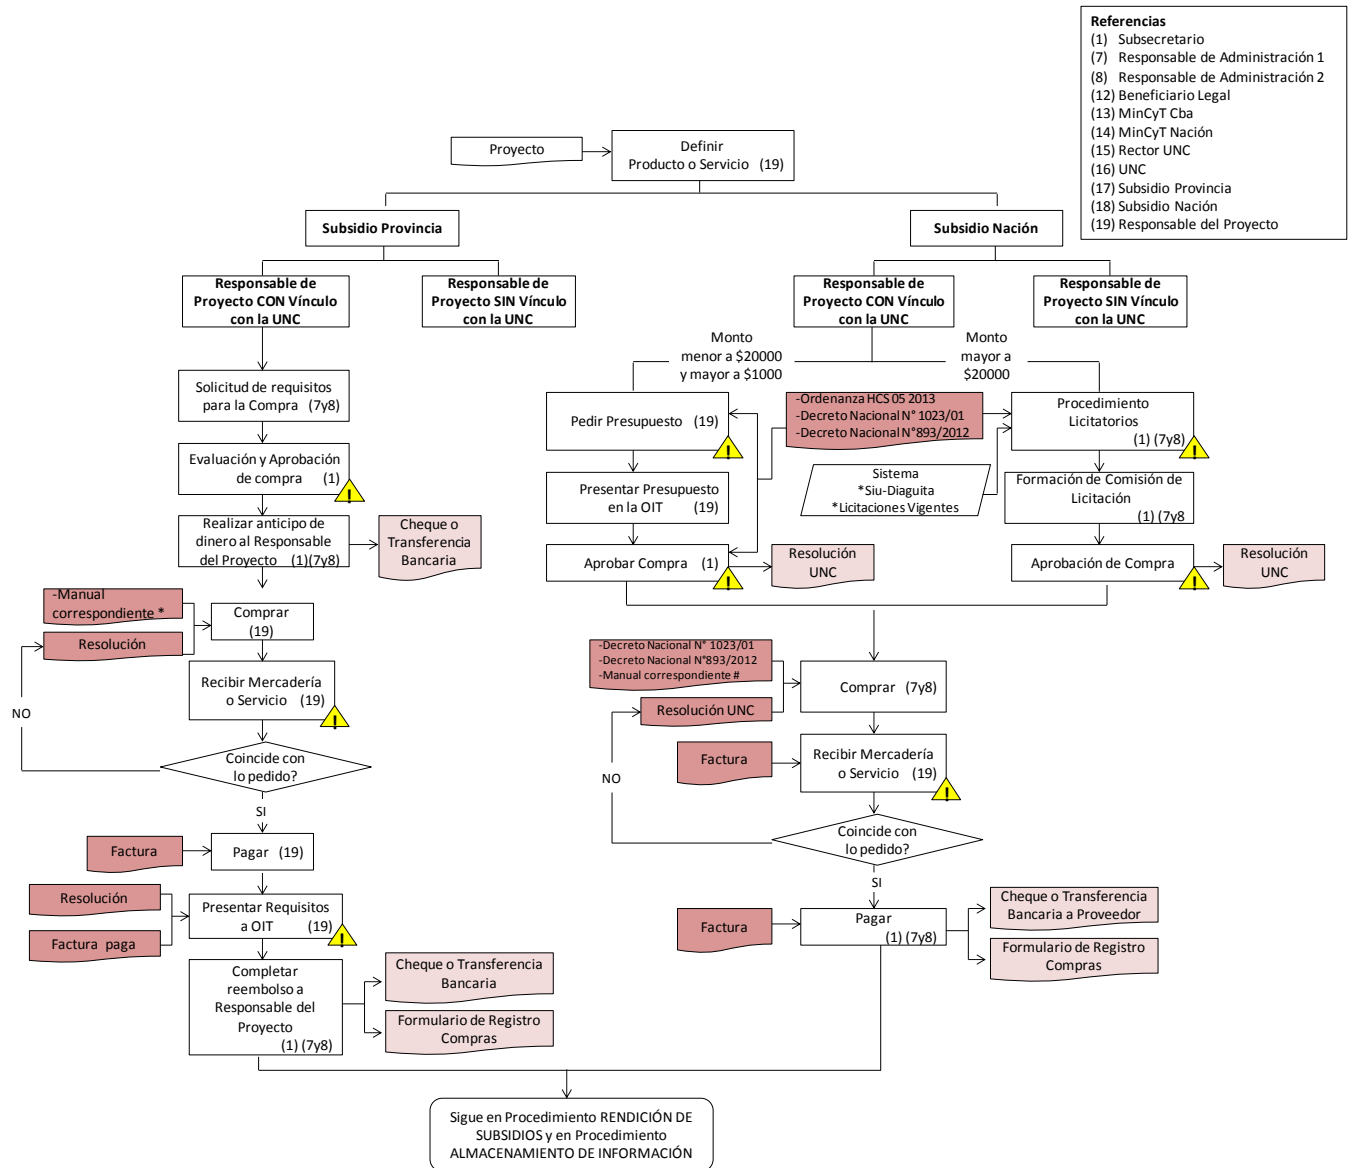 Referencias
(1) Subsecretario
(7) Responsable de Administración 1
(8) Responsable de Administración 2
(12) Beneficiario Legal
(13) MinCyT Cba
(14) MinCyT Nación
(15) Rector UNC
(16) UNC
(17) Subsidio Provincia
(18) Subsidio Nación
(19) Responsable del Proyecto
Proyecto
Definir
Producto o Servicio (19)
Subsidio Provincia
Subsidio Nación
Responsable de
Proyecto CON Vínculo
con la UNC
Responsable de
Proyecto SIN Vínculo
con la UNC
Responsable de
Proyecto CON Vínculo
con la UNC
Responsable de
Proyecto SIN Vínculo
con la UNC
Solicitud de requisitos
para la Compra (7y8)
Evaluación y Aprobación
de compra (1)
!
Realizar anticipo de
dinero al Responsable
del Proyecto (1)(7y8)
Cheque o
Transferencia
Bancaria
-Manual
correspondiente *
Resolución
Comprar
(19)
Recibir Mercadería
o Servicio (19)
!
NO
Coincide con
lo pedido?
SI
Factura
Pagar (19)
Resolución
Factura paga
Presentar Requisitos
a OIT (19)
!
Completar
reembolso a
Responsable del
Proyecto
(1) (7y8)
Cheque o Transferencia
Bancaria
Formulario de Registro
Compras
Monto
menor a $20000
y mayor a $1000
Monto
mayor a
$20000
Pedir Presupuesto (19)
!
-Ordenanza HCS 05 2013
-Decreto Nacional N° 1023/01
-Decreto Nacional N°893/2012
Procedimiento
Licitatorios
(1) (7y8)
!
Presentar Presupuesto
en la OIT (19)
Sistema
*Siu-Diaguita
*Licitaciones Vigentes
Formación de Comisión de
Licitación
(1) (7y8
Aprobar Compra (1)
!
Resolución
UNC
Aprobación de Compra
!
Resolución
UNC
-Decreto Nacional N° 1023/01
-Decreto Nacional N°893/2012
-Manual correspondiente #
Resolución UNC
Comprar (7y8)
Factura
Recibir Mercadería
o Servicio (19)
!
NO
Coincide con
lo pedido?
SI
Factura
Pagar
(1) (7y8)
Cheque o Transferencia
Bancaria a Proveedor
Formulario de Registro
Compras
Sigue en Procedimiento RENDICIÓN DE
SUBSIDIOS y en Procedimiento
ALMACENAMIENTO DE INFORMACIÓN